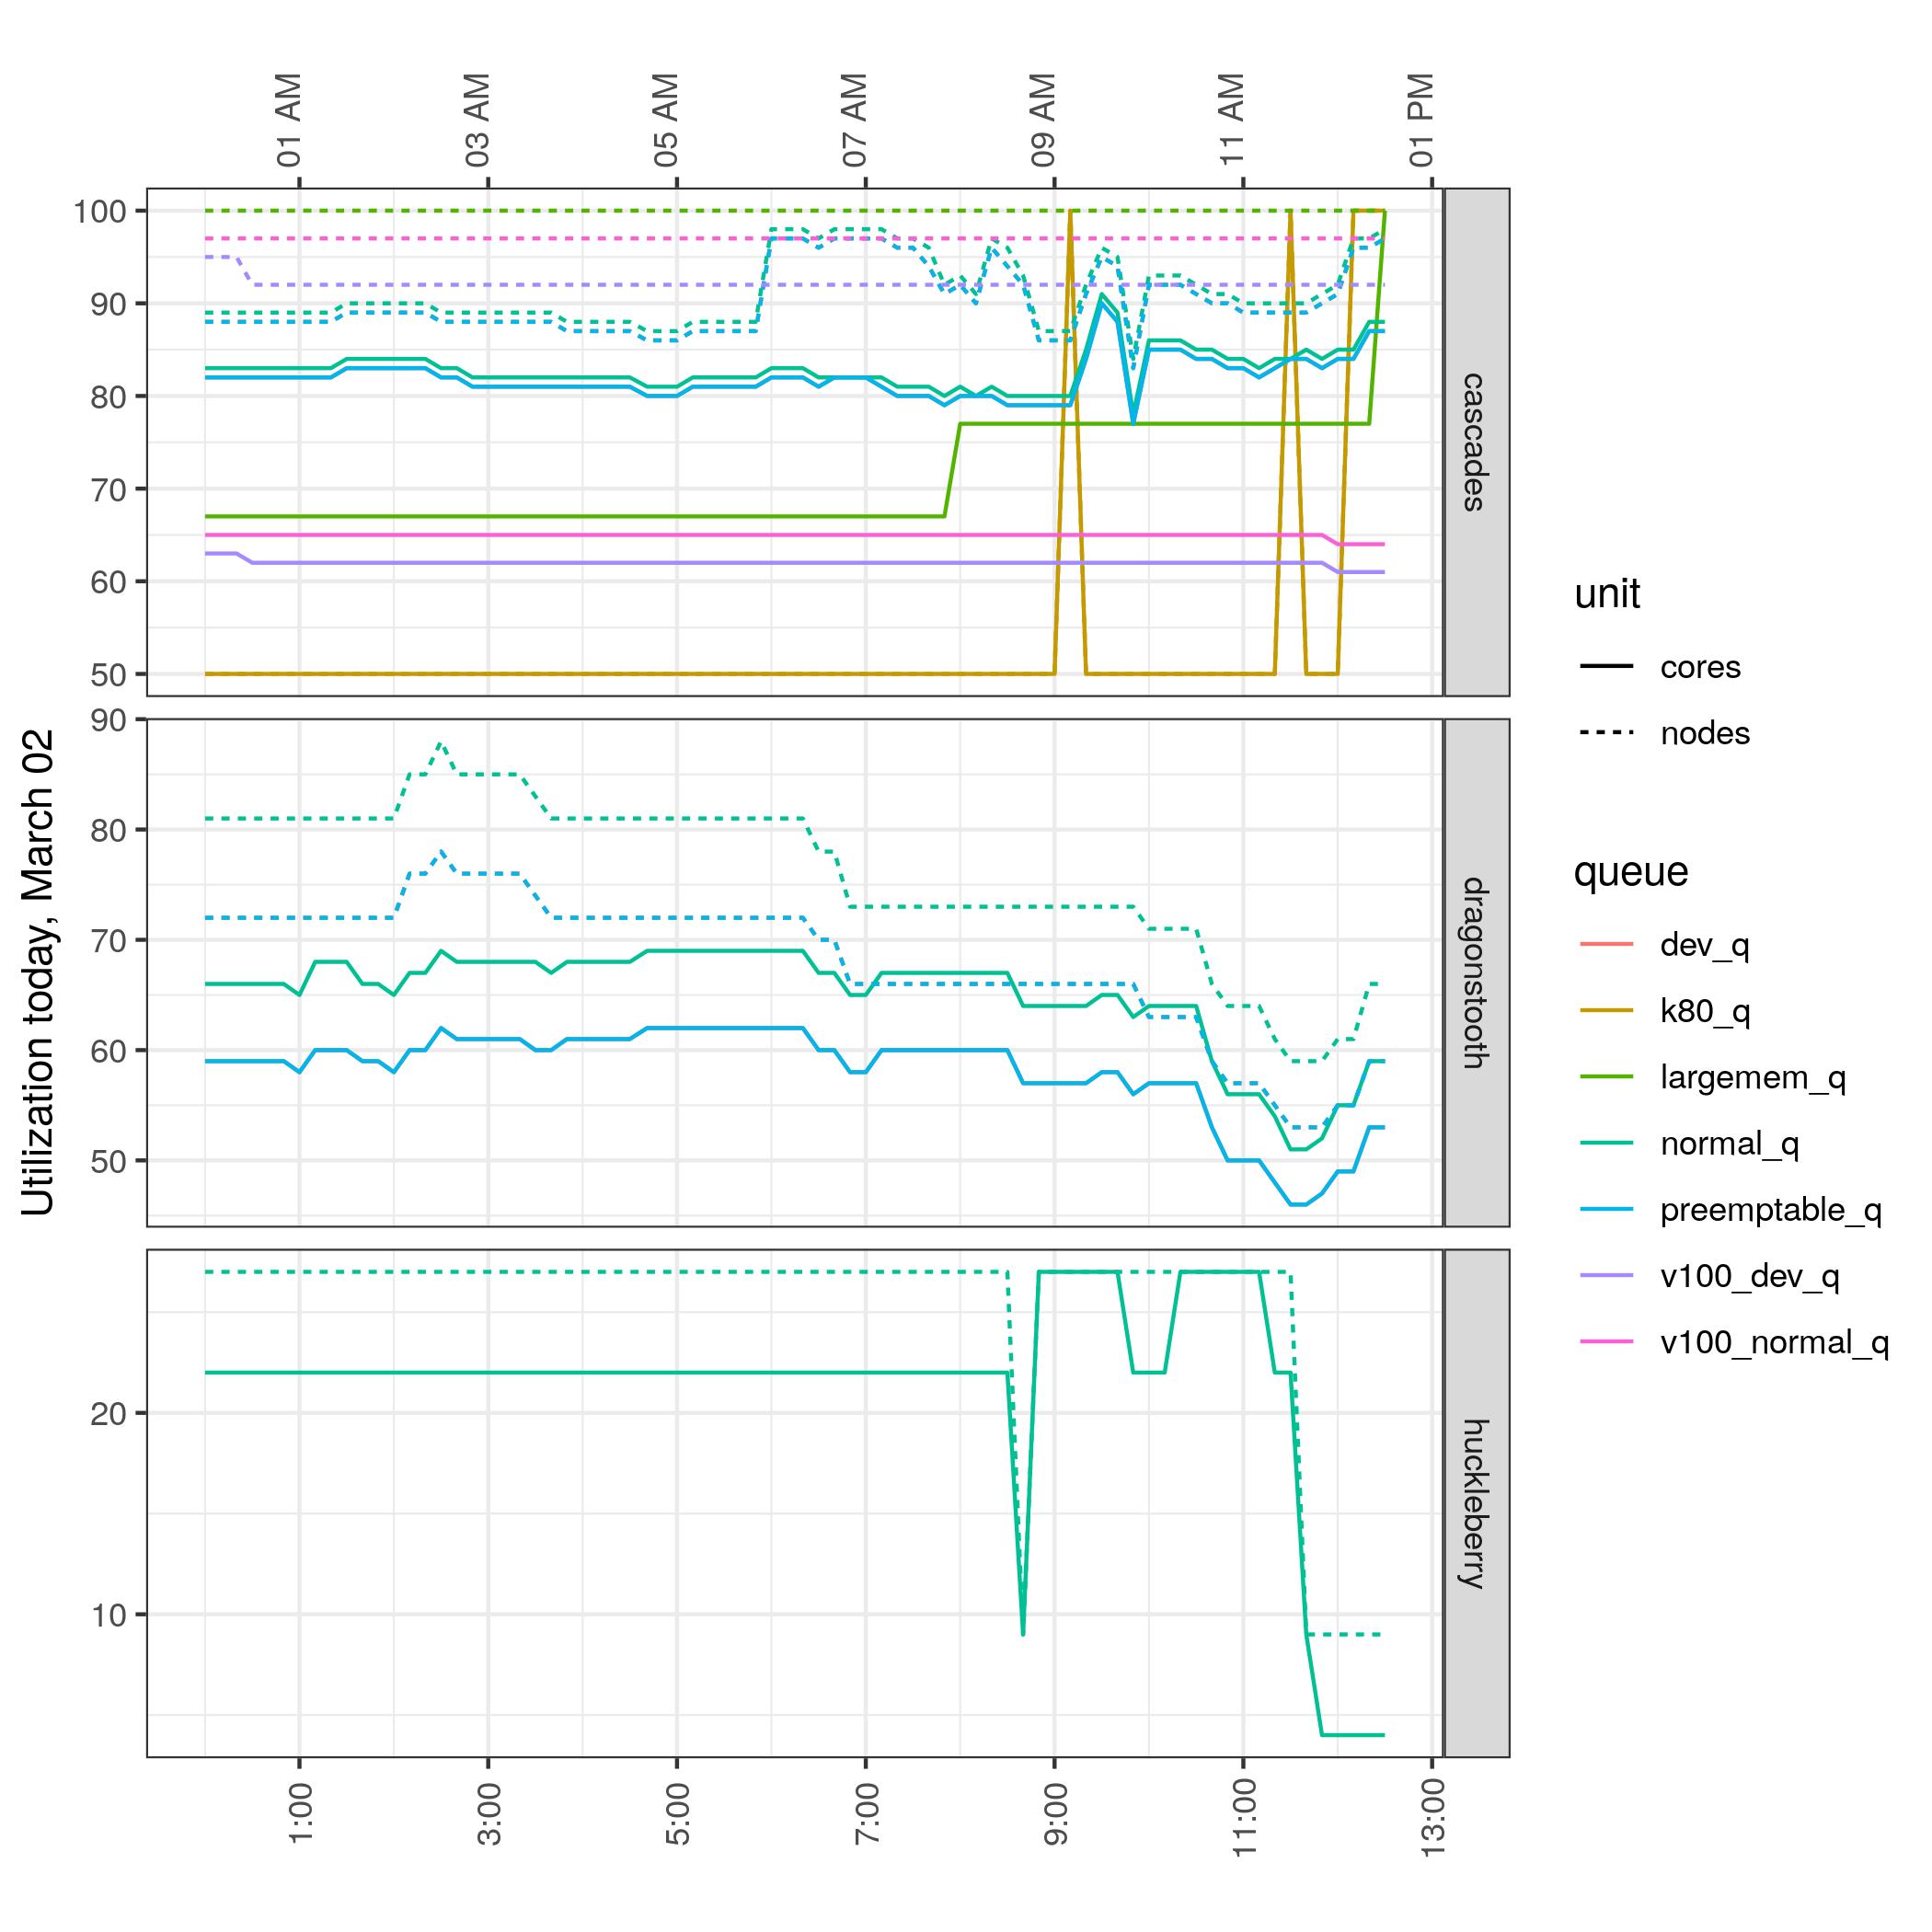 01 AM
03 AM
05 AM
07 AM
09 AM
11 AM
01 PM
100
90
80
70
60
50
cascades
90
80
70
60
50
dragonstooth
20
10
huckleberry
1:00
3:00
5:00
7:00
9:00
11:00
13:00
Utilization today, March 02
unit
cores
nodes
queue
dev_q
k80_q
largemem_q
normal_q
preemptable_q
v100_dev_q
v100_normal_q